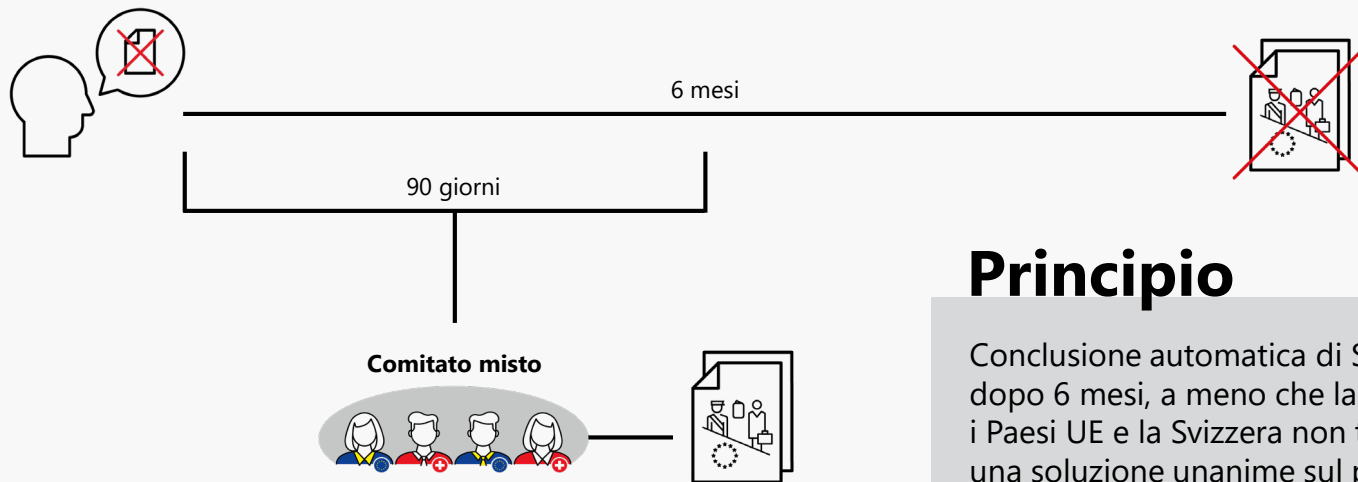 6 mesi
90 giorni
Comitato misto
Principio
Conclusione automatica di
dopo 6 mesi, a meno che la
i Paesi UE e la Svizzera non
una soluzione unanime sul